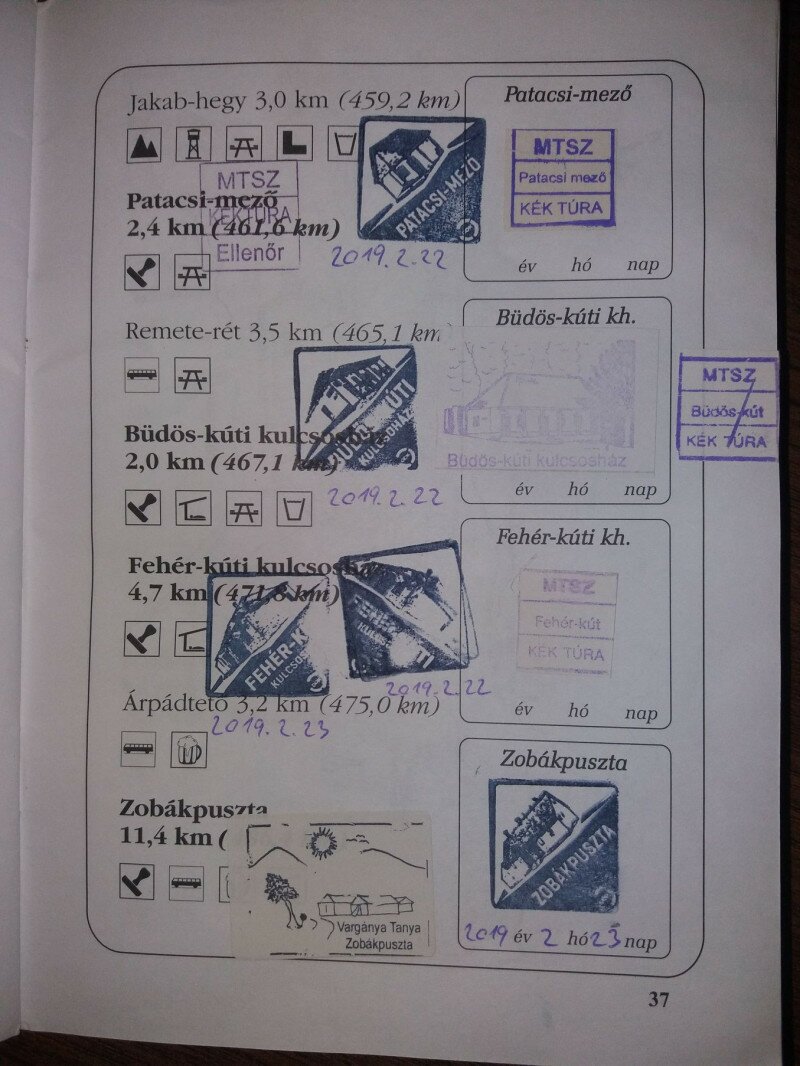 Jakab-hegy 3,0 km (459,2 km)
Patacsi-mező
MTSZ
Patacsi mező
KÉK TÚRA
év hó nap
PATACSI-MEZŐ
MTSZ
KÉKTÚRA
Ellenőr
Patacsi-mező
2,4 km (461,6 km)
2019.2.22
Remete-rét 3,5 km (465,1 km
Büdös-kúti kh.
Büdös-kúti kulcsosház
év hó nap
MTSZ
Büdös-kút
KÉK TÚRA
KÚTI
KULCSOSHÁZ
Büdös-kúti kulcsosház
2,0 km (467,1 km)
2019.2.22
Fehér-kúti kh.
MTSZ
Fehér-kút
KÉK TÚRA
év hó nap
Fehér-kúti kulcsosház
4,7 km (471,8 km)
FEHÉR-K
KULCSOS
2019.2.22
Árpádtető 3,2 km (475,0 km)
2019.2.23
Zobákpuszta
ZOBÁKPUSZTA
2019 év 2 hó 23 nap
Zobákpuszta
11,4 km (
Vargánya Tanya
Zobákpuszta
37